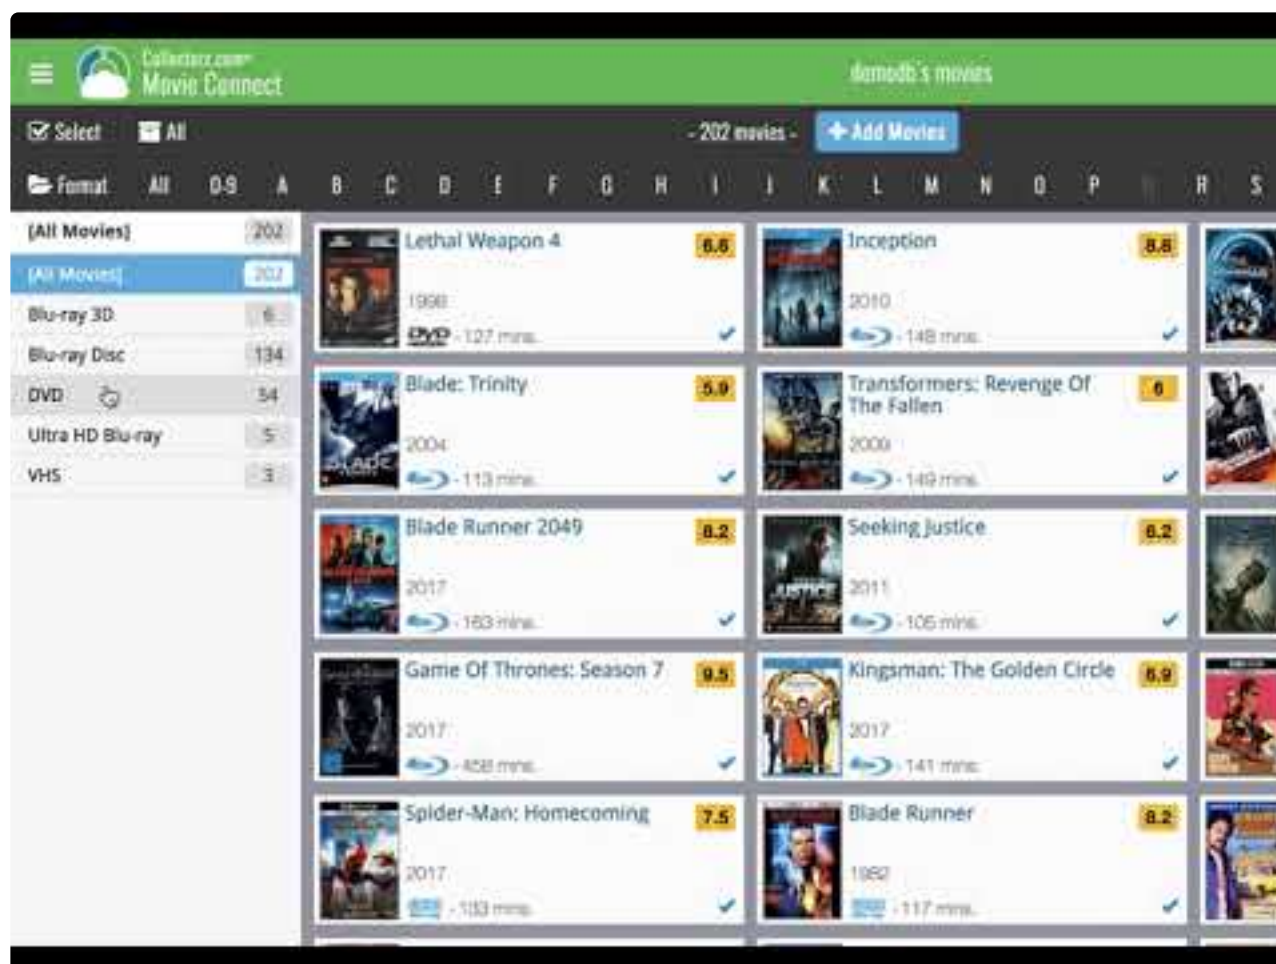 Collectorz.com
Movie Connect
demodb's movies
Select
All
- 202 movies -
+ Add Movies
Format All 0-9 A B C D E F G H I J K L M N O P R S
[All Movies] 202
[All Movies] 202
Blu-ray 3D 6
Blu-ray Disc 134
DVD 54
Ultra HD Blu-ray 5
VHS 3
Lethal Weapon 4 6.6
1998
DVD - 127 mins.
Inception 8.8
2010
- 148 mins.
Blade: Trinity 5.9
2004
BLADE
- 113 mins.
Transformers: Revenge Of
The Fallen 6
2009
- 149 mins.
Blade Runner 2049 8.2
2017
- 163 mins.
Seeking Justice 6.2
2011
JUSTICE
- 105 mins.
Game Of Thrones: Season 7 9.5
2017
- 458 mins.
Kingsman: The Golden Circle 6.9
2017
- 141 mins.
Spider-Man: Homecoming 7.5
2017
- 133 mins.
Blade Runner 8.2
1982
- 117 mins.